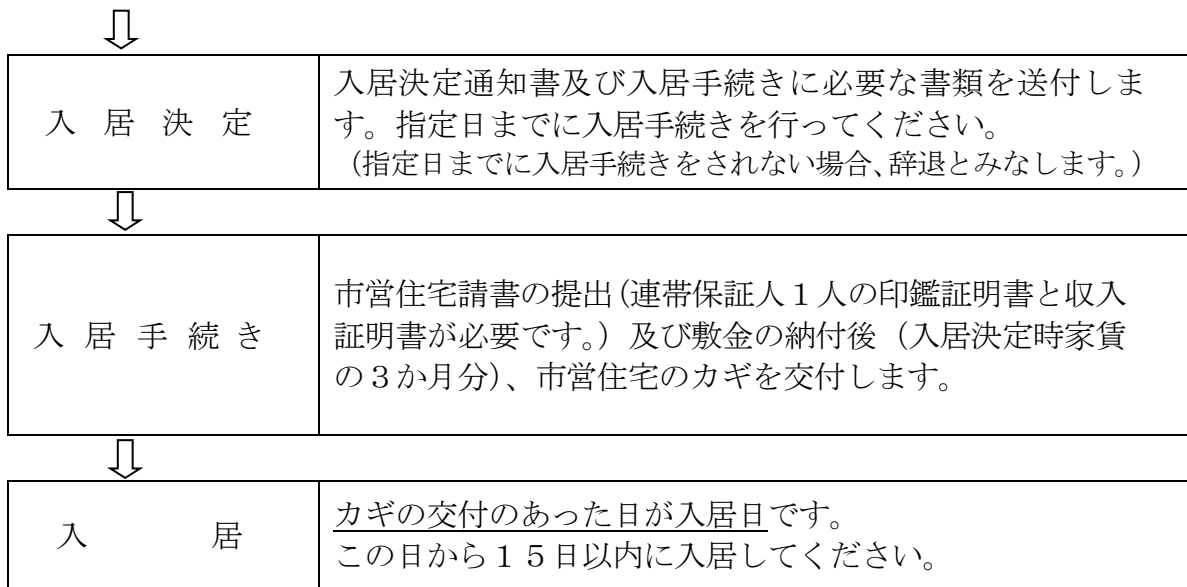 入居決定
入居決定通知書及び入居手続きに必要な書類を送付しま
す。指定日までに入居手続きを行ってください。
（指定日までに入居手続きをされない場合、辞退とみなします。）
入居手続き
市営住宅請書の提出（連帯保証人１人の印鑑証明書と収入
証明書が必要です。）及び敷金の納付後（入居決定時家賃
の３か月分）、市営住宅のカギを交付します。
入居
カギの交付のあった日が入居日です。
この日から１５日以内に入居してください。